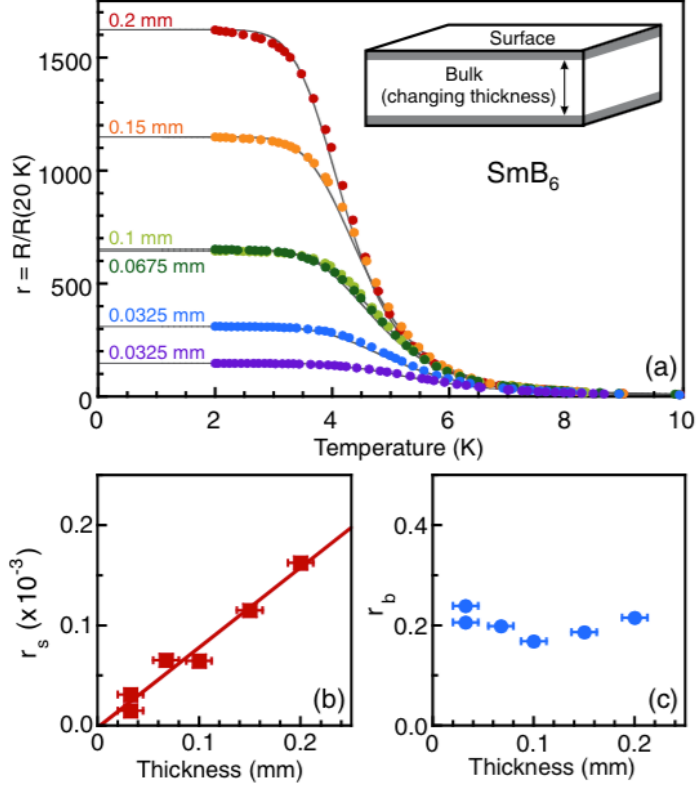 0.2 mm
0.15 mm
0.1 mm
0.0675 mm
0.0325 mm
0.0325 mm
Surface
Bulk
(changing thickness)
SmB6
(a)
r = R/R(20 K)
1500
1000
500
0
0 2 4 6 8 10
Temperature (K)
rs (x10-3)
0.2
0.1
0.0
0 0.1 0.2
Thickness (mm)
(b)
rb
0.4
0.2
0.0
0 0.1 0.2
Thickness (mm)
(c)